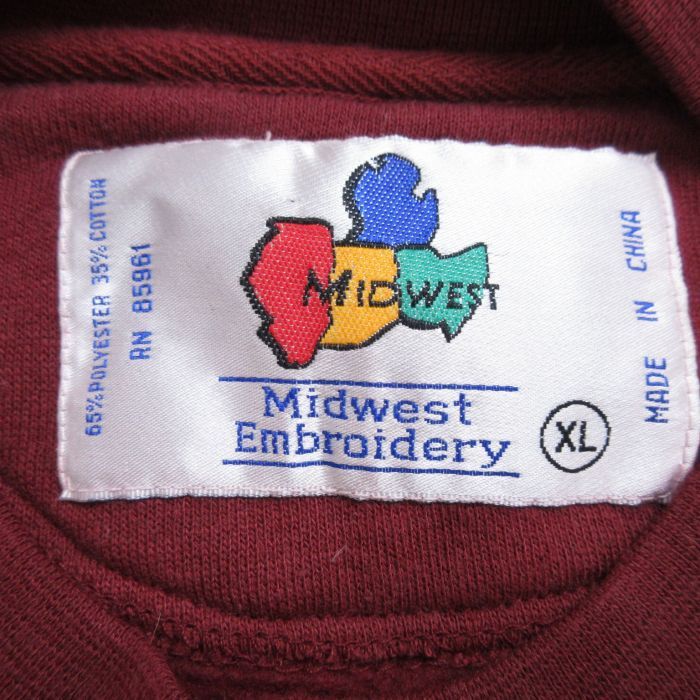 65% POLYESTER 35% COTTON
RN 85961
MIDWEST
Midwest
Embroidery
XL
MADE IN CHINA